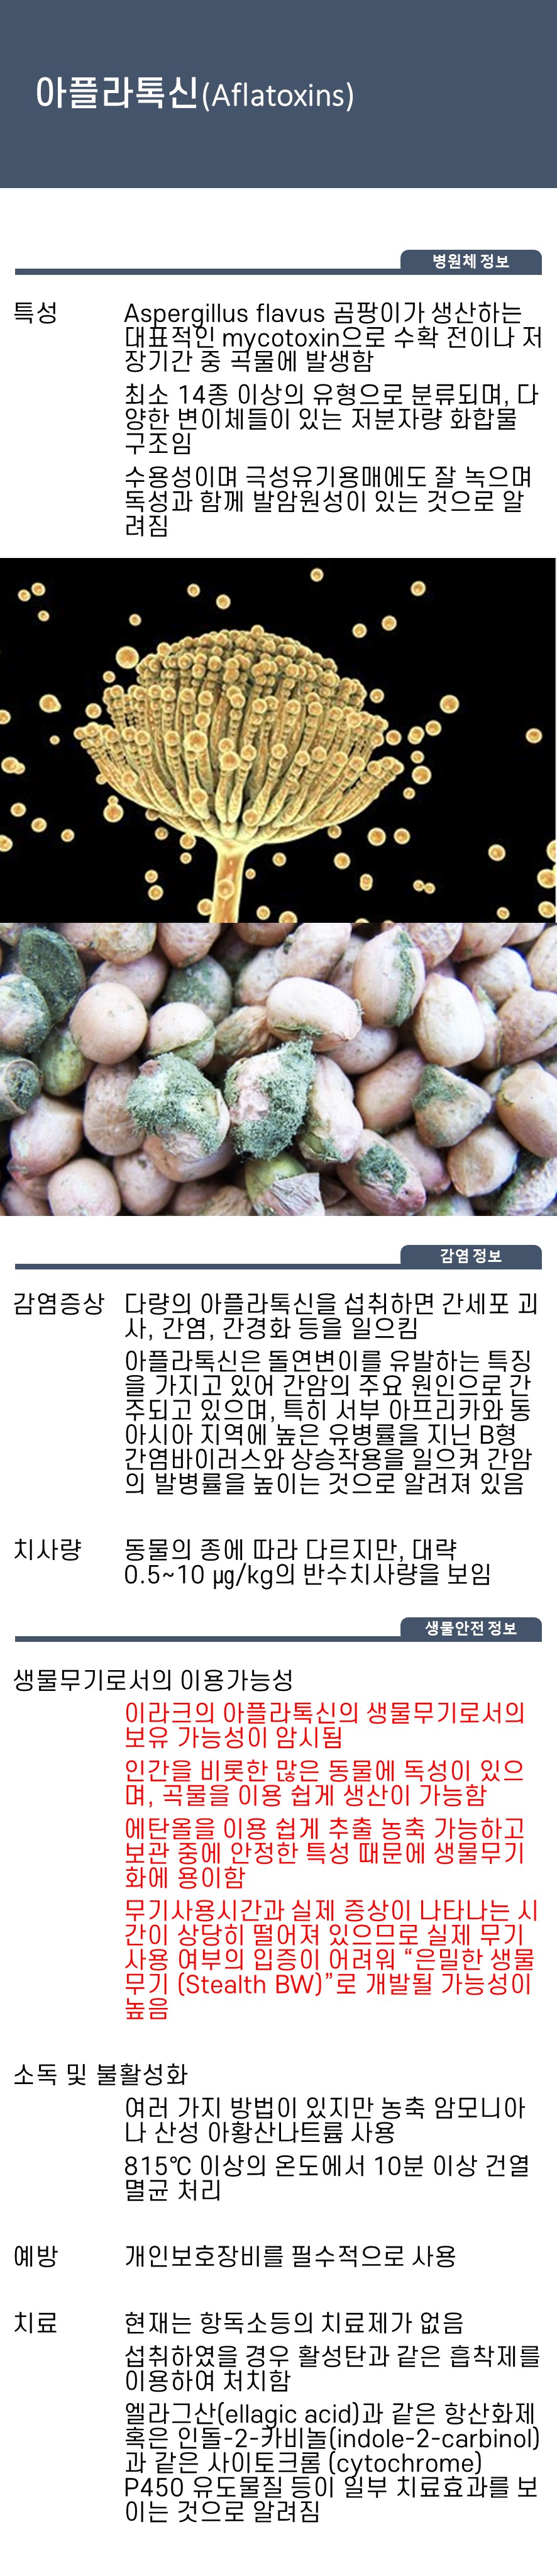 아플라톡신(Aflatoxins)
병원체 정보
특성
Aspergillus flavus 곰팡이가 생산하는
대표적인 mycotoxin으로 수확 전이나 저
장기간 중 곡물에 발생함
최소 14종 이상의 유형으로 분류되며, 다
양한 변이체들이 있는 저분자량 화합물
구조임
수용성이며 극성유기용매에도 잘 녹으며
독성과 함께 발암원성이 있는 것으로 알
려짐
감염 정보
감염증상
다량의 아플라톡신을 섭취하면 간세포 괴
사, 간염, 간경화 등을 일으킴
아플라톡신은 돌연변이를 유발하는 특징
을 가지고 있어 간암의 주요 원인으로 간
주되고 있으며, 특히 서부 아프리카와 동
아시아 지역에 높은 유병률을 지닌 B형
간염바이러스와 상승작용을 일으켜 간암
의 발병률을 높이는 것으로 알려져 있음
치사량
동물의 종에 따라 다르지만, 대략
0.5~10 ㎍/kg의 반수치사량을 보임
생물안전 정보
생물무기로서의 이용가능성
이라크의 아플라톡신의 생물무기로서의
보유 가능성이 암시됨
인간을 비롯한 많은 동물에 독성이 있으
며, 곡물을 이용 쉽게 생산이 가능함
에탄올을 이용 쉽게 추출 농축 가능하고
보관 중에 안정한 특성 때문에 생물무기
화에 용이함
무기사용시간과 실제 증상이 나타나는 시
간이 상당히 떨어져 있으므로 실제 무기
사용 여부의 입증이 어려워 “은밀한 생물
무기 (Stealth BW)”로 개발될 가능성이
높음
소독 및 불활성화
여러 가지 방법이 있지만 농축 암모니아
나 산성 아황산나트륨 사용
815℃ 이상의 온도에서 10분 이상 건열
멸균 처리
예방
개인보호장비를 필수적으로 사용
치료
현재는 항독소등의 치료제가 없음
섭취하였을 경우 활성탄과 같은 흡착제를
이용하여 처치함
엘라그산(ellagic acid)과 같은 항산화제
혹은 인돌-2-카비놀(indole-2-carbinol)
과 같은 사이토크롬 (cytochrome)
P450 유도물질 등이 일부 치료효과를 보
이는 것으로 알려짐